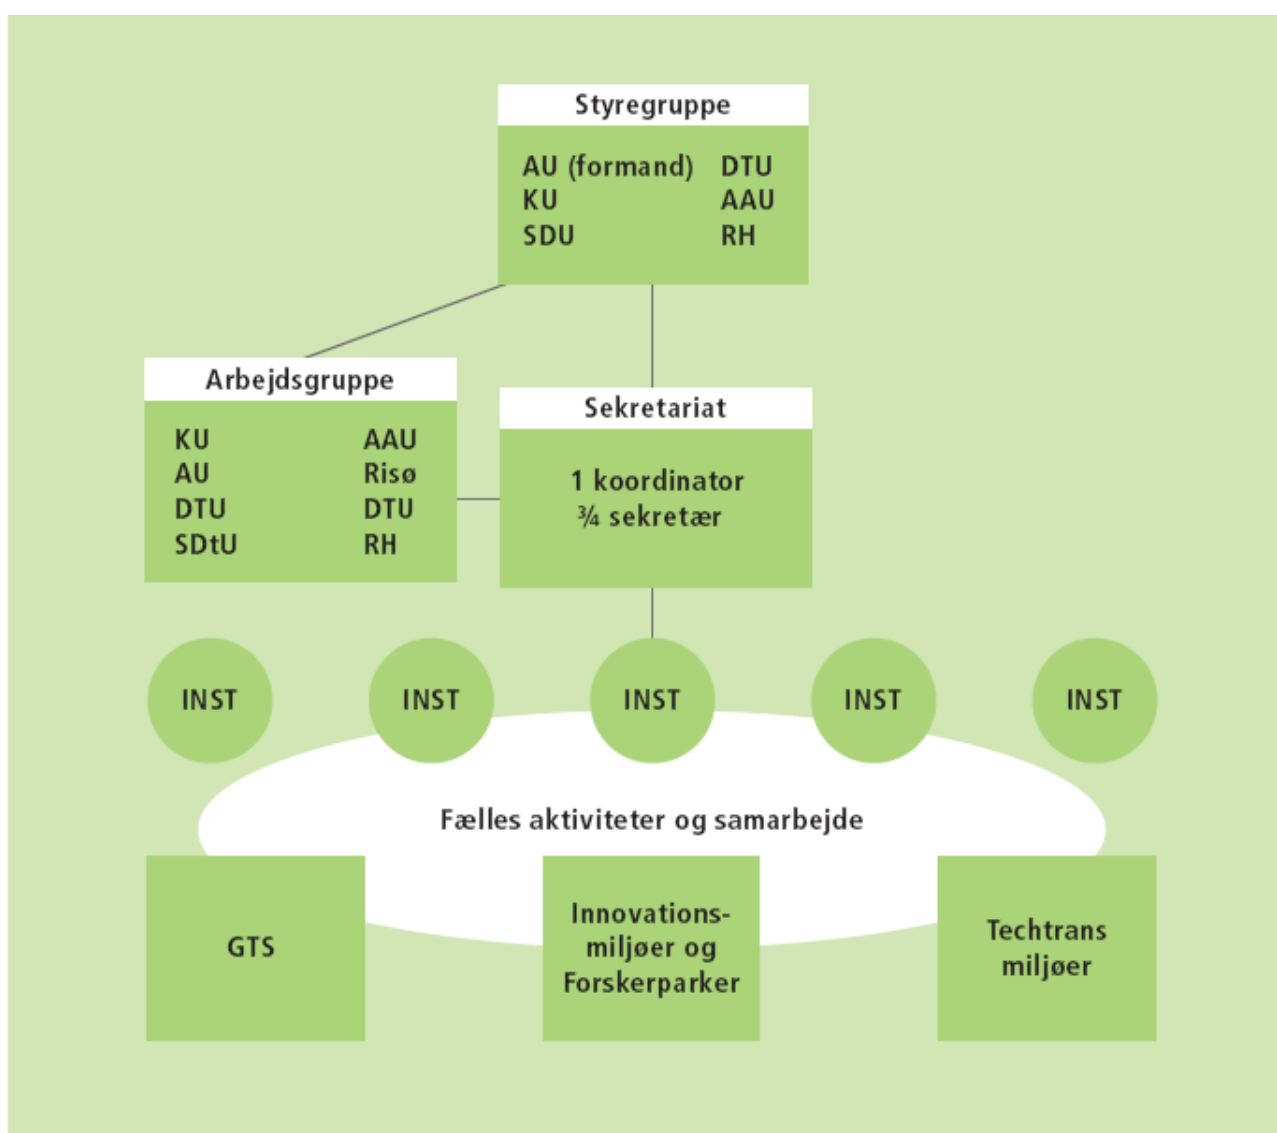 Styregruppe
AU (formand) DTU
KU AAU
SDU RH
Arbejdsgruppe
KU AAU
AU Risø
DTU DTU
SDtU RH
Sekretariat
1 koordinator
¾ sekretær
INST INST INST INST INST
Fælles aktiviteter og samarbejde
GTS
Innovations-
miljøer og
Forskerparker
Techtrans
miljøer